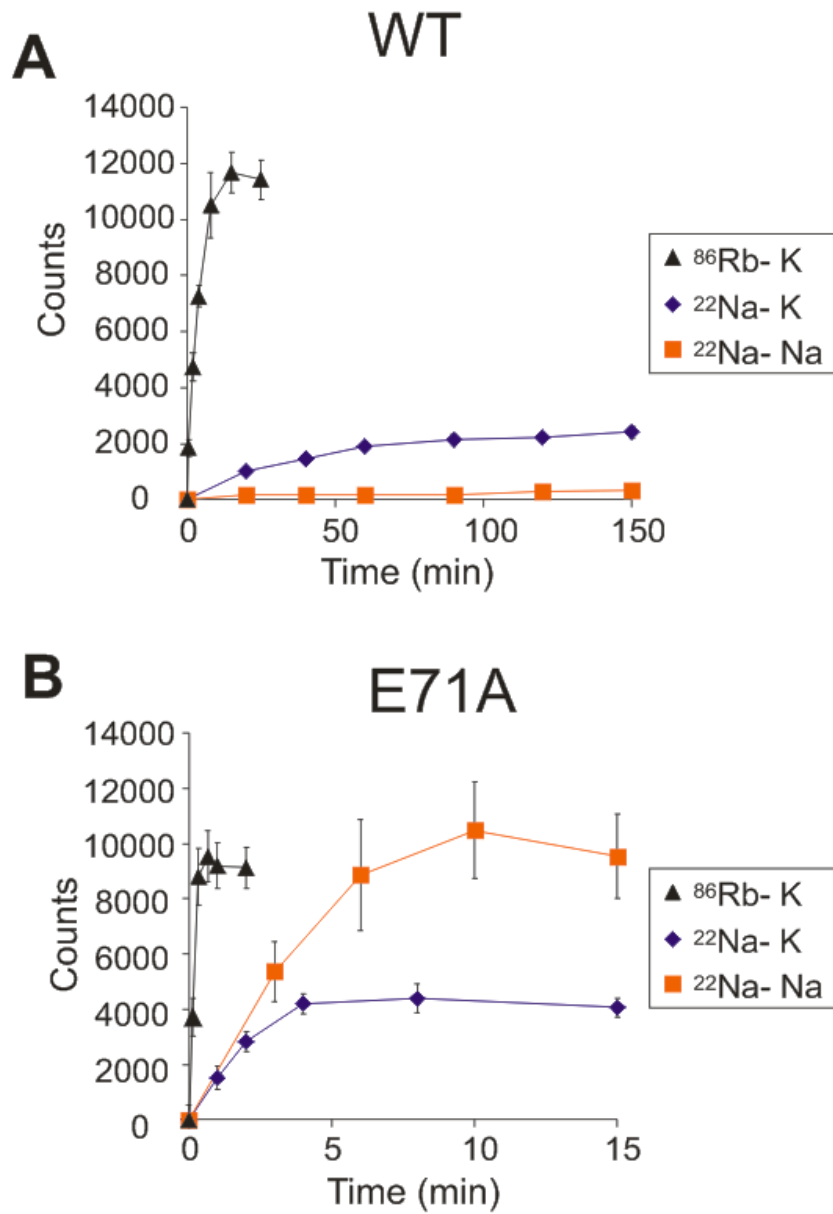 WT
A
14000
12000
10000
8000
6000
4000
2000
0
Counts
0 50 100 150
Time (min)
⁸⁶Rb- K
²²Na- K
²²Na- Na
E71A
B
14000
12000
10000
8000
6000
4000
2000
0
Counts
0 5 10 15
Time (min)
⁸⁶Rb- K
²²Na- K
²²Na- Na